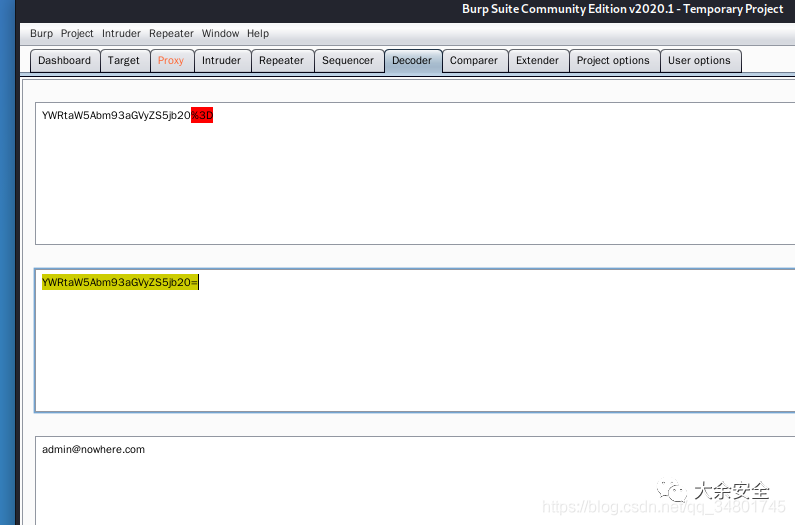 Burp Suite Community Edition v2020.1 - Temporary Project
Burp Project Intruder Repeater Window Help
Dashboard Target Proxy Intruder Repeater Sequencer Decoder Comparer Extender Project options User options
YWRtaW5Abm93aGVyZS5jb20%3D
YWRtaW5Abm93aGVyZS5jb20=
admin@nowhere.com
大余安全
https://blog.csdn.net/qq_34801745